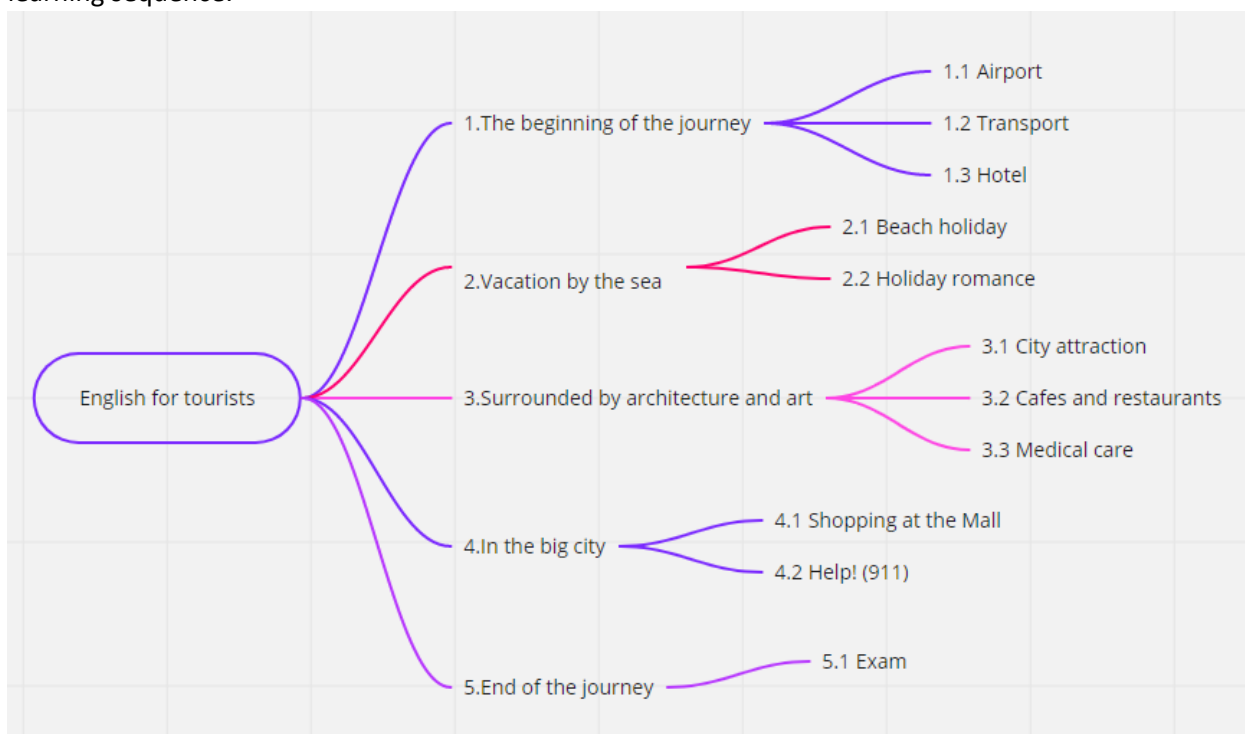 learning sequence.
English for tourists
1.The beginning of the journey
1.1 Airport
1.2 Transport
1.3 Hotel
2.Vacation by the sea
2.1 Beach holiday
2.2 Holiday romance
3.Surrounded by architecture and art
3.1 City attraction
3.2 Cafes and restaurants
3.3 Medical care
4.In the big city
4.1 Shopping at the Mall
4.2 Help! (911)
5.End of the journey
5.1 Exam